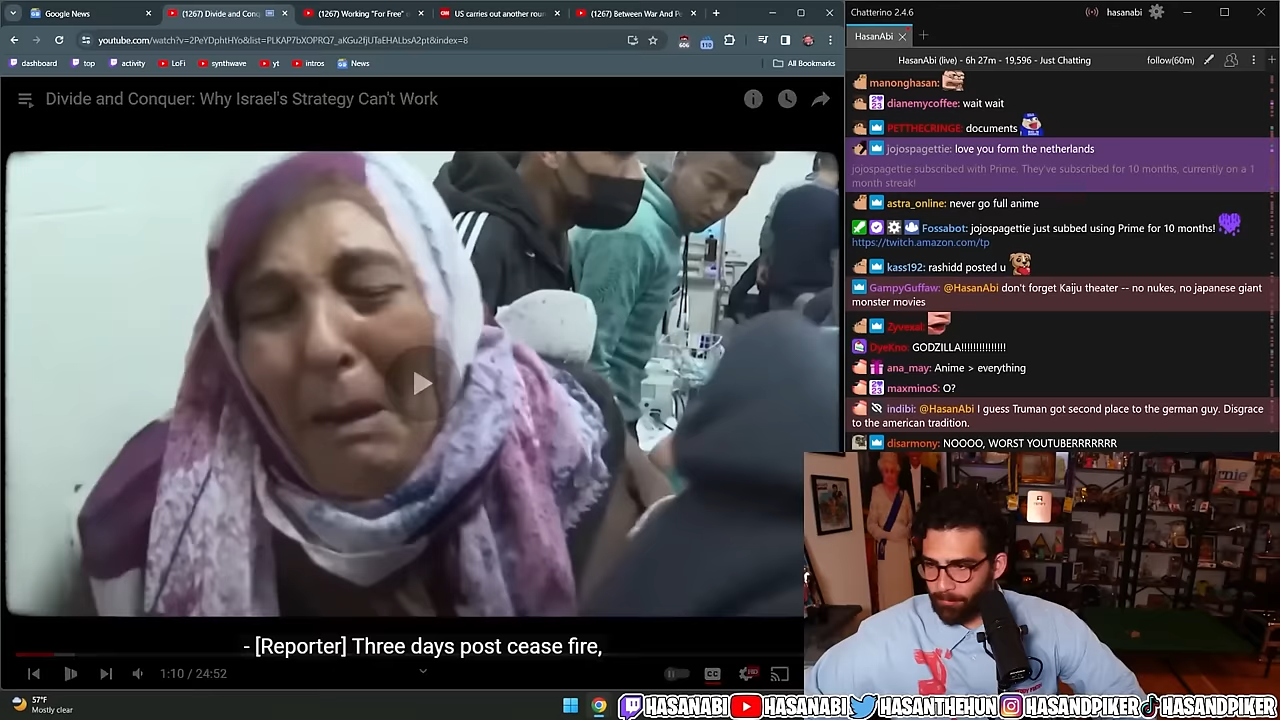 Google News
(1267) Divide and Conq
(1267) Working "For Free"
US carries out another roun
(1267) Between War And P
youtube.com/watch?v=2PeYDphtHYo&list=PLKAP7bXOPRQ7_aKGu2fjUTaEHALbsA2pt&index=8
606
110
dashboard
top
activity
LoFi
synthwave
yt
intros
News
All Bookmarks
Divide and Conquer: Why Israel's Strategy Can't Work
- [Reporter] Three days post cease fire,
1:10 / 24:52
57°F
Mostly clear
Chatterino 2.4.6
hasanabi
HasanAbi
HasanAbi (live) - 6h 27m - 19,596 - Just Chatting
follow(60m)
manonghasan:
dianemycoffee: wait wait
PETTHECRINGE: documents
jojospagettie: love you form the netherlands
jojospagettie subscribed with Prime. They've subscribed for 10 months, currently on a 1
month streak!
astra_online: never go full anime
Fossabot: jojospagettie just subbed using Prime for 10 months!
https://twitch.amazon.com/tp
kass192: rashidd posted u
GampyGuffaw: @HasanAbi don't forget Kaiju theater -- no nukes, no japanese giant
monster movies
Zyvexal:
DyeKno: GODZILLA!!!!!!!!!!!!!!!
ana_may: Anime > everything
maxminoS: O?
indibi: @HasanAbi I guess Truman got second place to the german guy. Disgrace
to the american tradition.
disarmony: NOOOO, WORST YOUTUBERRRRRRR
HASANABI
HASANABI
HASANTHEHUN
HASANDPIKER
HASANDPIKER